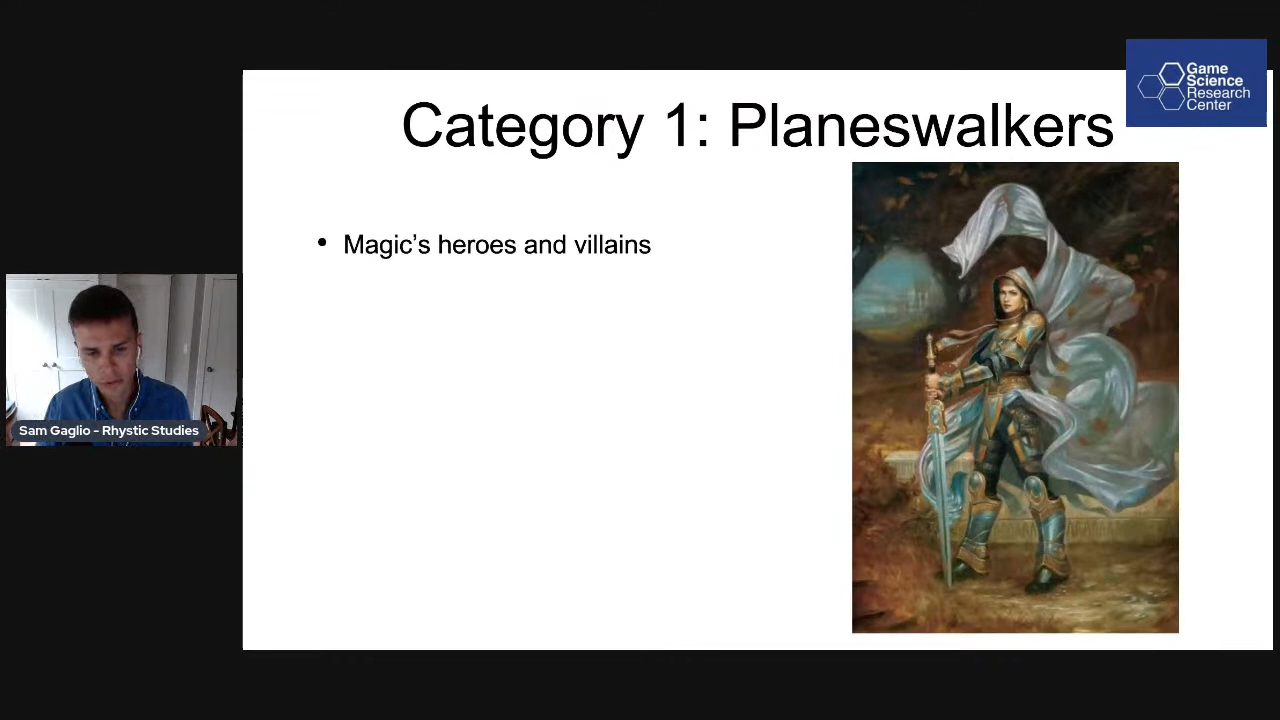 Game
Science
Research
Center
Category 1: Planeswalkers
• Magic's heroes and villains
Sam Gaglio - Rhystic Studies